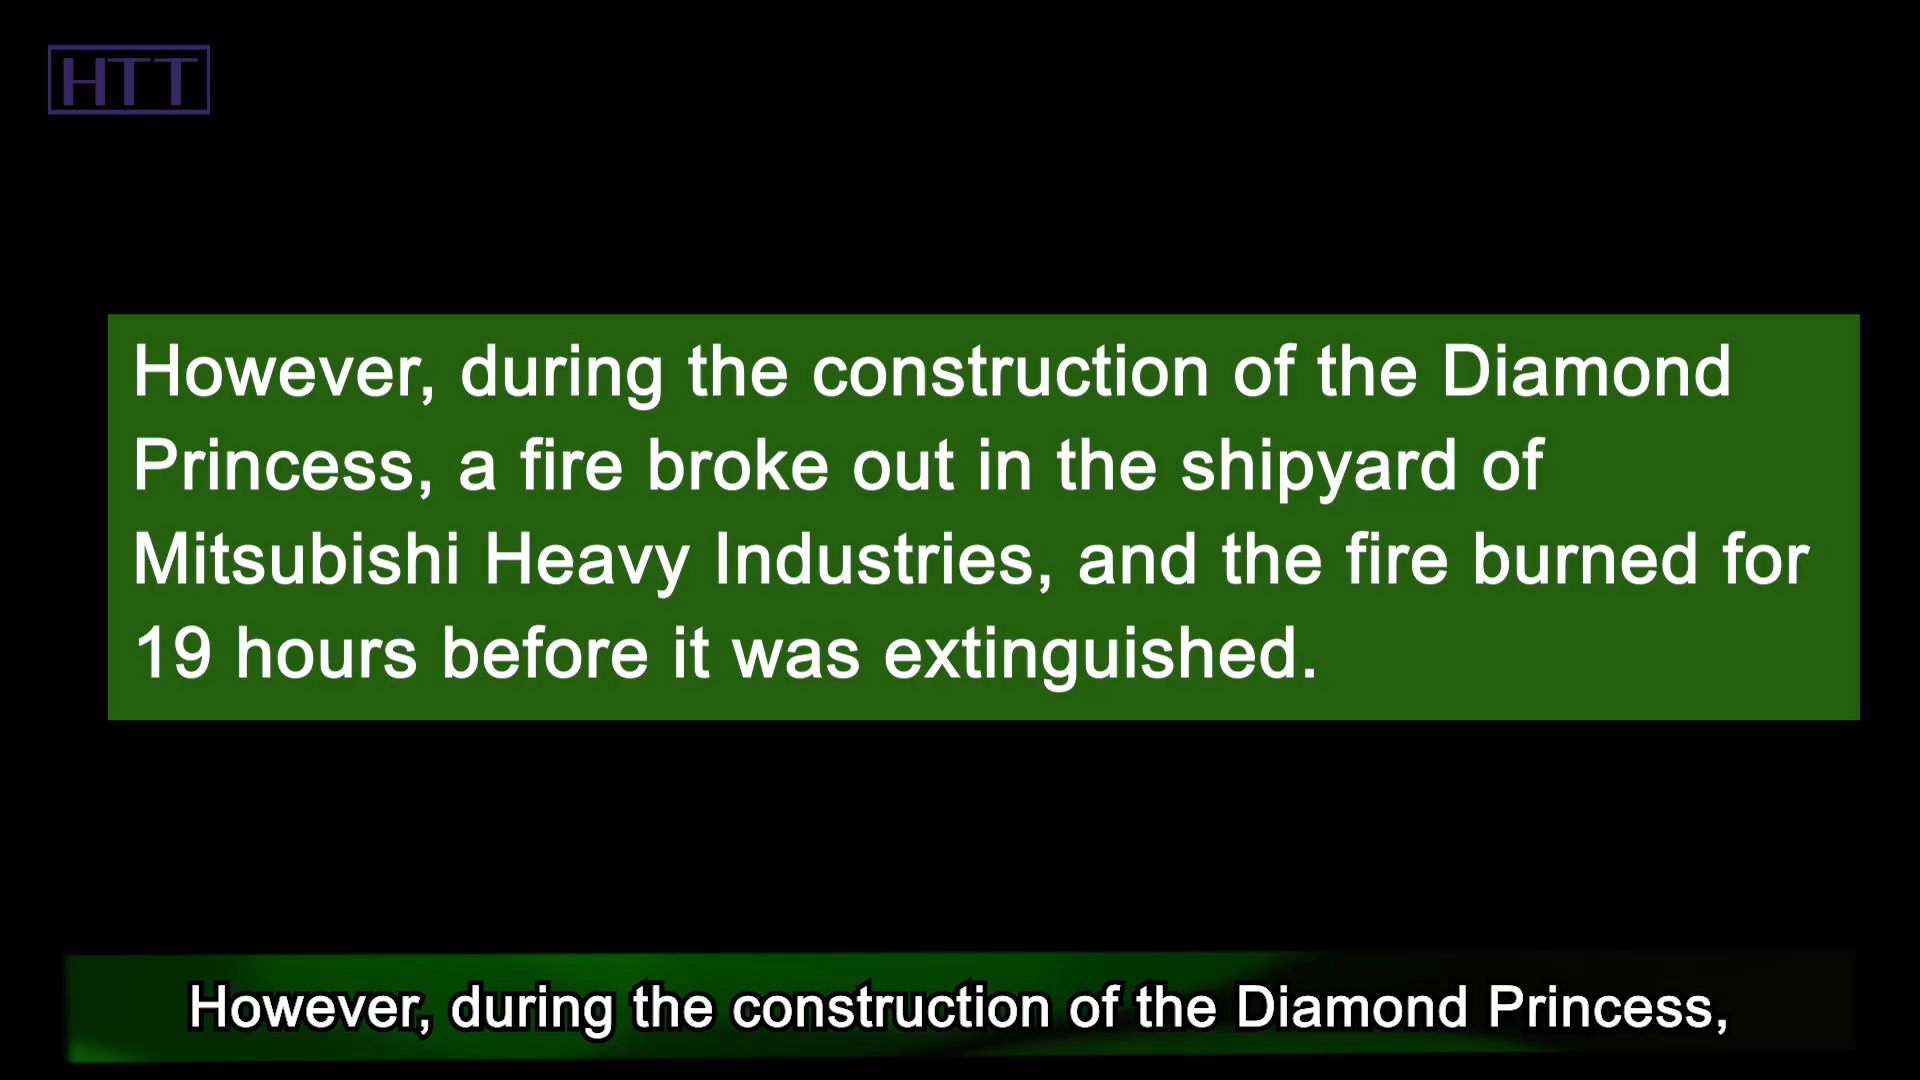 HTT
However, during the construction of the Diamond
Princess, a fire broke out in the shipyard of
Mitsubishi Heavy Industries, and the fire burned for
19 hours before it was extinguished.
However, during the construction of the Diamond Princess,